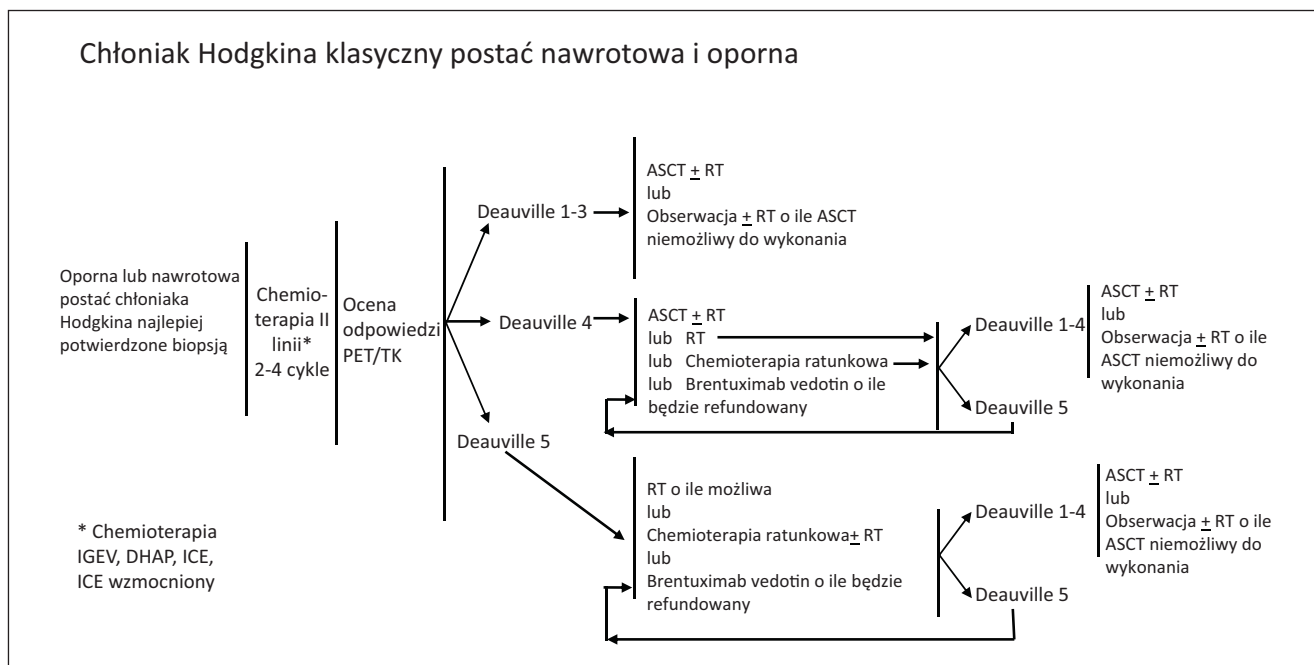 Chłoniak Hodgkina klasyczny postać nawrotowa i oporna
Oporna lub nawrotowa
postać chłoniaka
Hodgkina najlepiej
potwierdzone biopsją
Chemio-
terapia II
linii*
2-4 cykle
Ocena
odpowiedzi
PET/TK
Deauville 1-3
ASCT ± RT
lub
Obserwacja ± RT o ile ASCT
niemożliwy do wykonania
Deauville 4
ASCT ± RT
lub RT
lub Chemioterapia ratunkowa
lub Brentuximab vedotin o ile
będzie refundowany
Deauville 1-4
ASCT ± RT
lub
Obserwacja ± RT o ile
ASCT niemożliwy do
wykonania
Deauville 5
Deauville 5
RT o ile możliwa
lub
Chemioterapia ratunkowa± RT
lub
Brentuximab vedotin o ile będzie
refundowany
Deauville 1-4
ASCT ± RT
lub
Obserwacja ± RT o ile
ASCT niemożliwy do
wykonania
Deauville 5
* Chemioterapia
IGEV, DHAP, ICE,
ICE wzmocniony